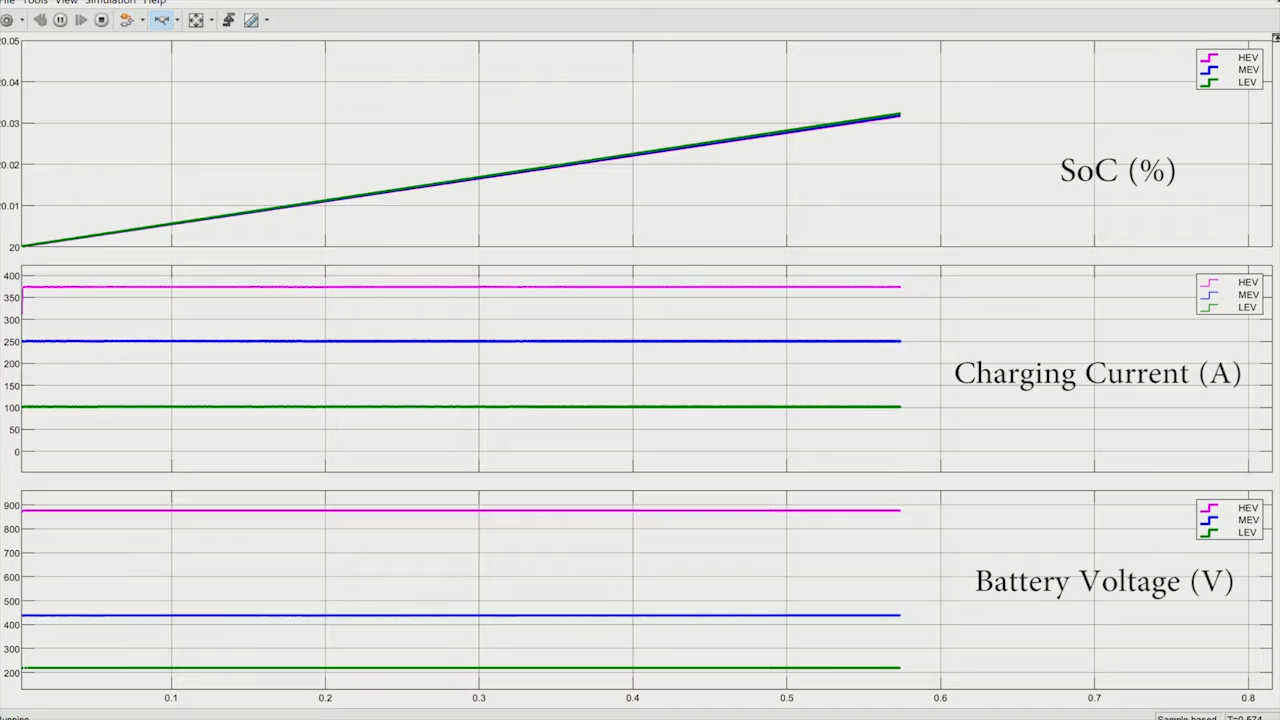 Tools View Simulation Help
20.05
20.04
20.03
20.02
20.01
20
HEV
MEV
LEV
SoC (%)
400
350
300
250
200
150
100
50
0
HEV
MEV
LEV
Charging Current (A)
900
800
700
600
500
400
300
200
HEV
MEV
LEV
Battery Voltage (V)
0.1 0.2 0.3 0.4 0.5 0.6 0.7 0.8
Sample based T=0.574